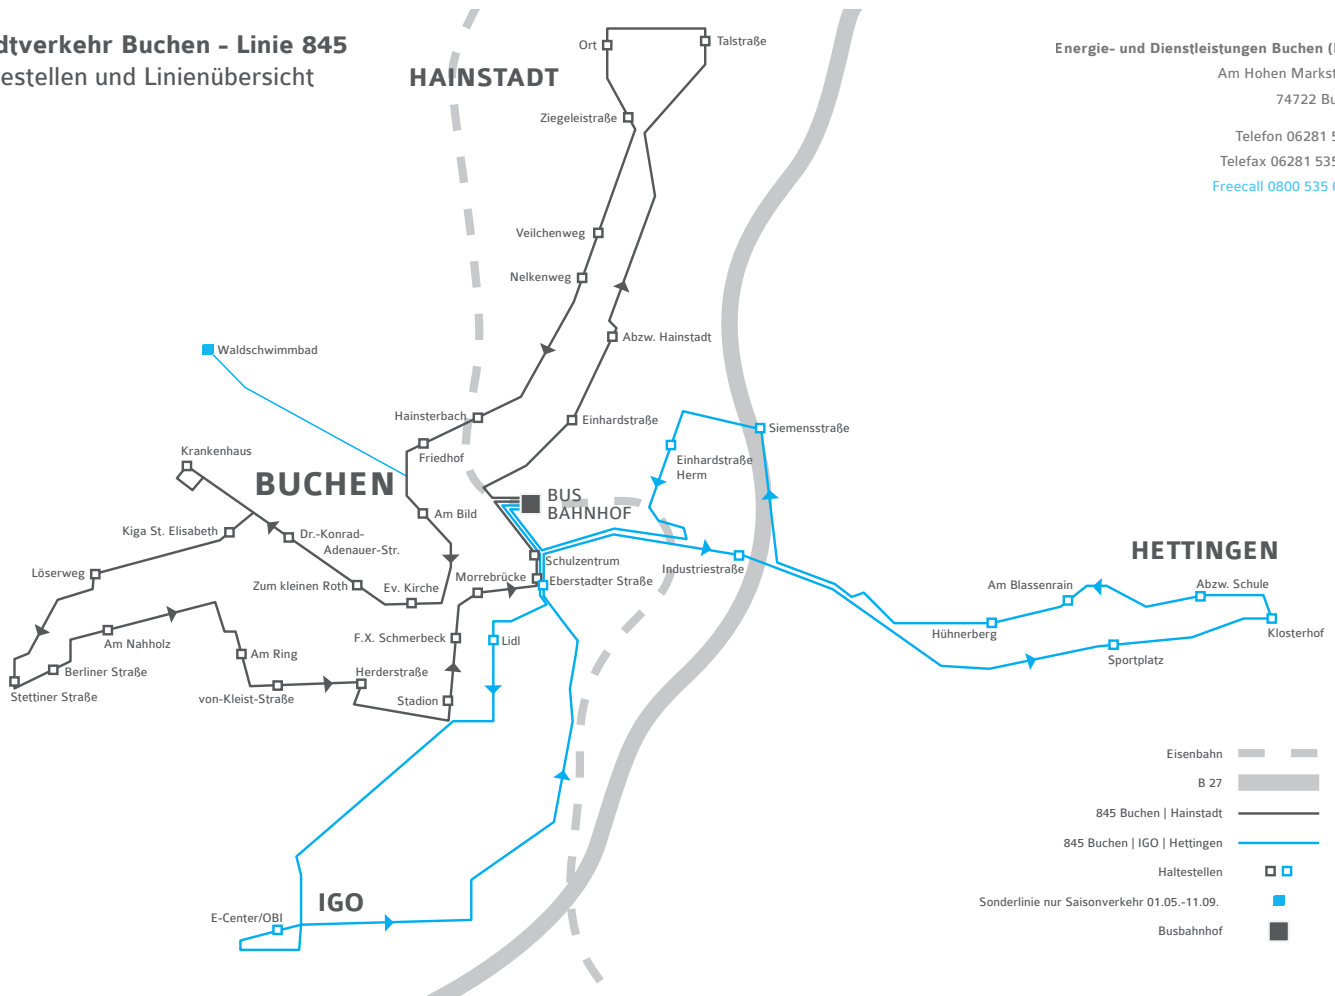 dtverkehr Buchen - Linie 845
estellen und Linienübersicht
Energie- und Dienstleistungen Buchen (
Am Hohen Markst
74722 Bu
Telefon 06281 5
Telefax 06281 535
Freecall 0800 535
HAINSTADT
Ort
Talstraße
Ziegeleistraße
Veilchenweg
Nelkenweg
Abzw. Hainstadt
Waldschwimmbad
Hainsterbach
Einhardstraße
Friedhof
Siemensstraße
Krankenhaus
Einhardstraße
Herm
BUCHEN
BUS
BAHNHOF
Am Bild
Kiga St. Elisabeth
Dr.-Konrad-
Adenauer-Str.
Schulzentrum
Industriestraße
HETTINGEN
Löserweg
Zum kleinen Roth
Ev. Kirche
Morrebrücke
Eberstadter Straße
Am Blassenrain
Abzw. Schule
Hühnerberg
Klosterhof
Am Nahholz
F.X. Schmerbeck
Lidl
Am Ring
Sportplatz
Berliner Straße
Herderstraße
Stettiner Straße
von-Kleist-Straße
Stadion
IGO
E-Center/OBI
Eisenbahn
B 27
845 Buchen | Hainstadt
845 Buchen | IGO | Hettingen
Haltestellen
Sonderlinie nur Saisonverkehr 01.05.-11.09.
Busbahnhof